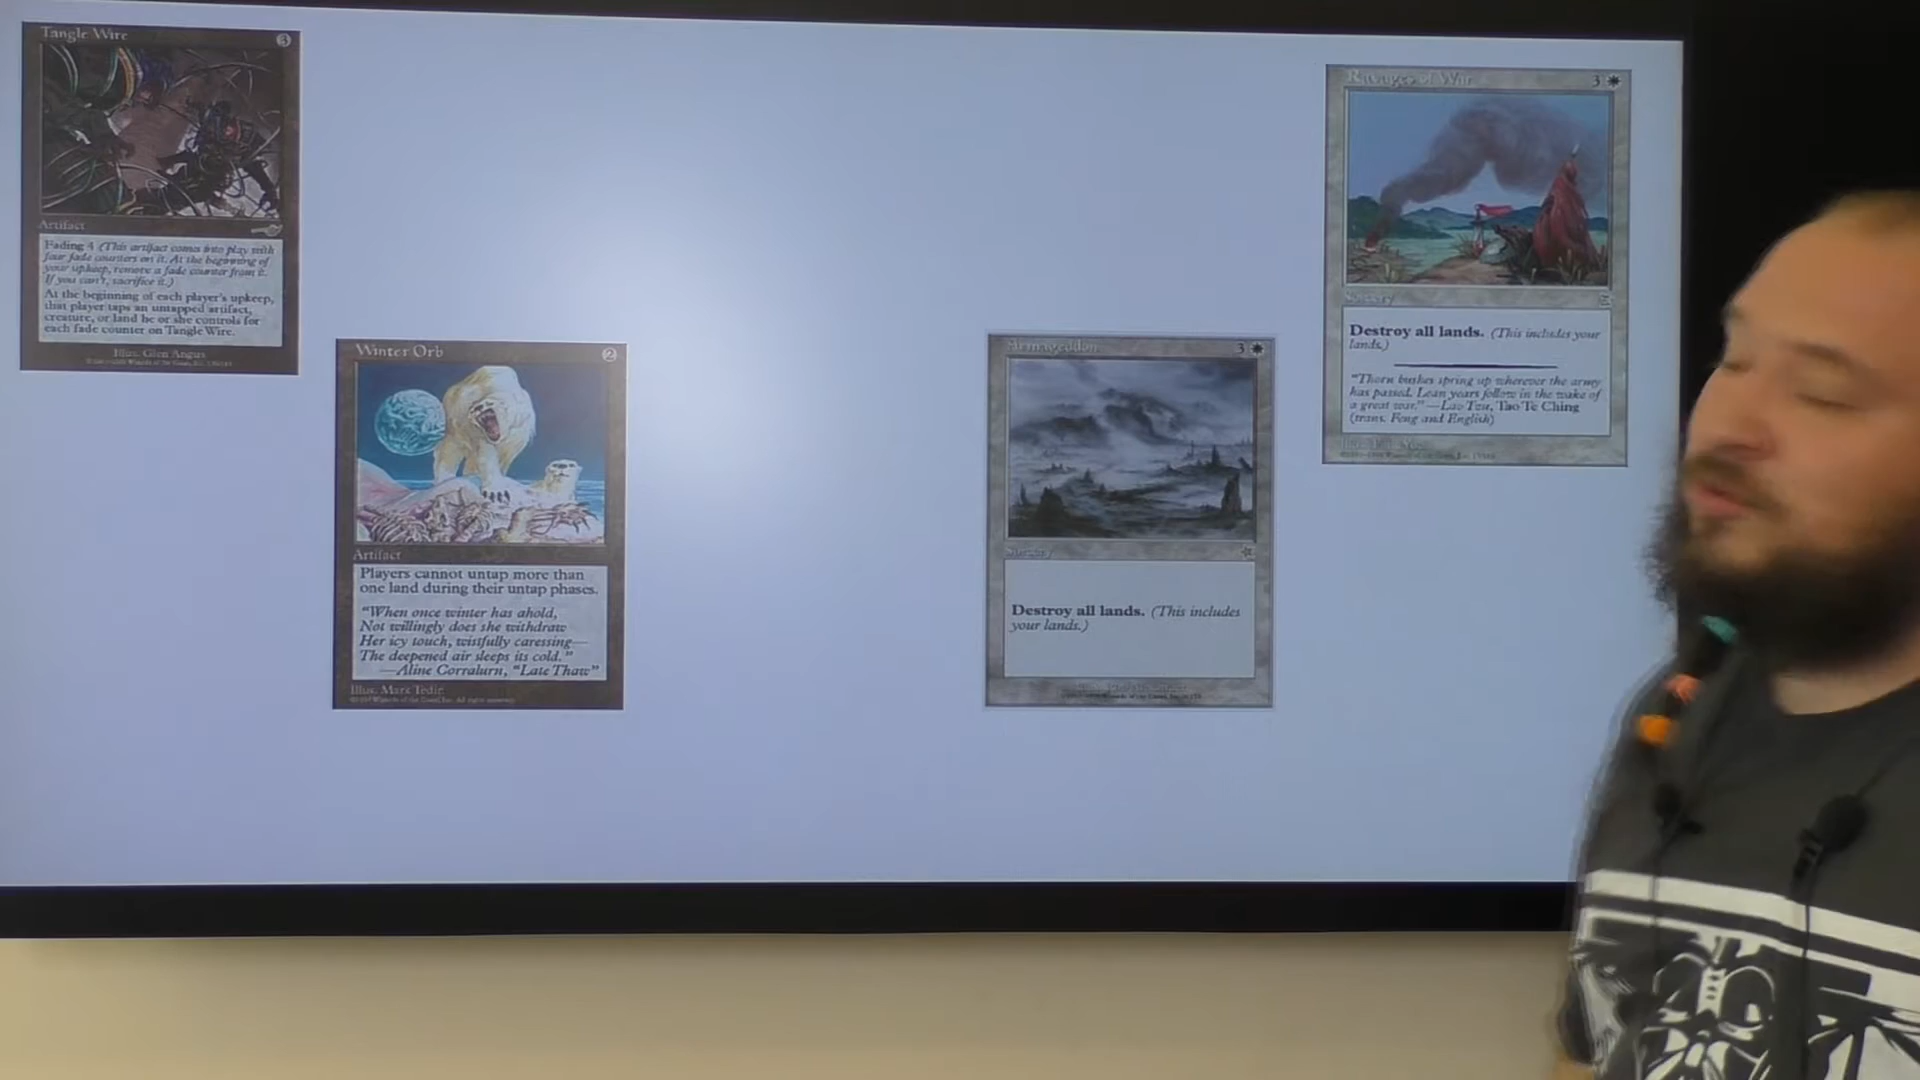 Tangle Wire
3
Artifact
Fading 4 (This artifact comes into play with
four fade counters on it. At the beginning of
your upkeep, remove a fade counter from it.
If you can't, sacrifice it.)
At the beginning of each player's upkeep,
that player taps an untapped artifact,
creature, or land he or she controls for
each fade counter on Tangle Wire.
Illus. Glen Angus
Winter Orb
2
Artifact
Players cannot untap more than
one land during their untap phases.
"When once winter has ahold,
Not willingly does she withdraw
Her icy touch, wistfully caressing—
The deepened air sleeps its cold."
—Aline Corralurn, "Late Thaw"
Illus. Mark Tedin
Armageddon
3
Sorcery
Destroy all lands. (This includes
your lands.)
Ravages of War
3
Sorcery
Destroy all lands. (This includes your
lands.)
"Thorn bushes spring up wherever the army
has passed. Lean years follow in the wake of
a great war." —Lao Tzu, Tao Te Ching
(trans. Feng and English)